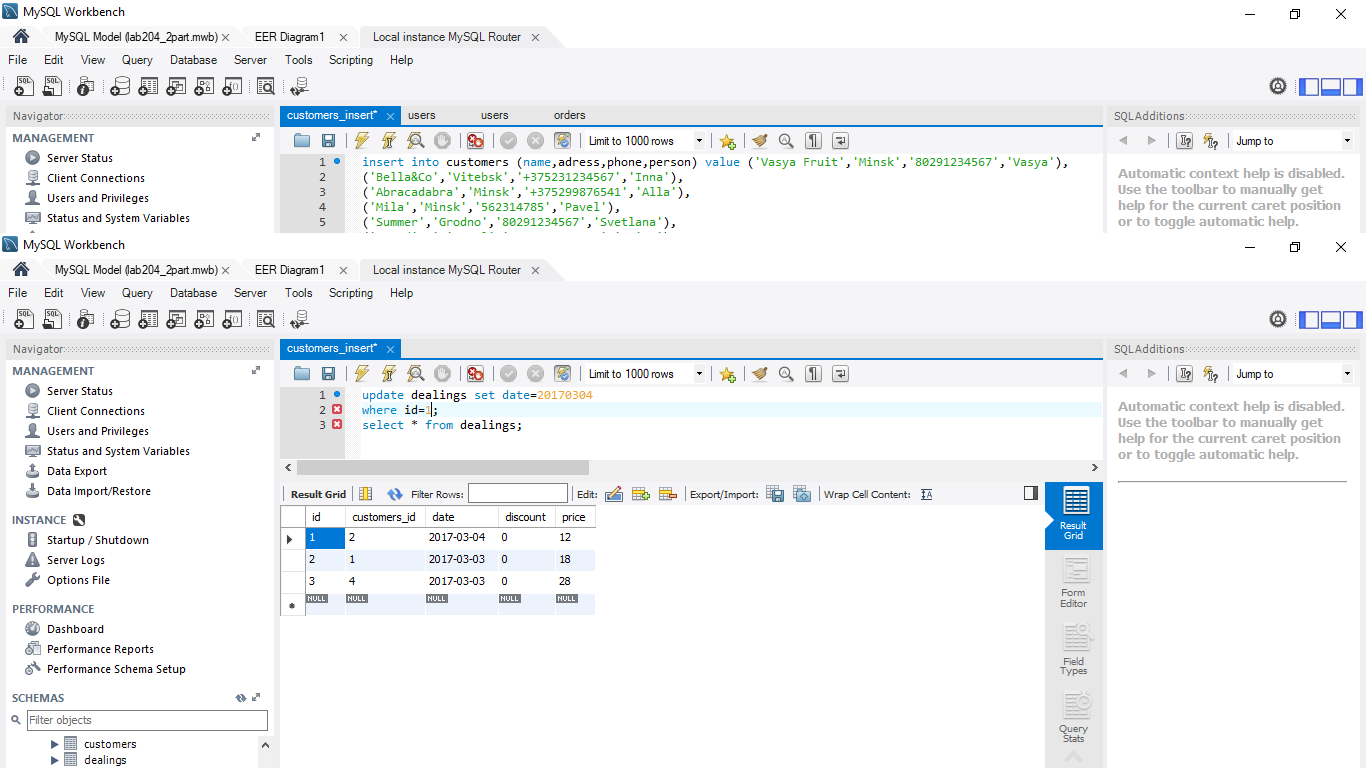 MySQL Workbench
MySQL Model (lab204_2part.mwb) EER Diagram1 Local instance MySQL Router
File Edit View Query Database Server Tools Scripting Help
Navigator
MANAGEMENT
Server Status
Client Connections
Users and Privileges
Status and System Variables
customers_insert* users users orders
Limit to 1000 rows
1 insert into customers (name,adress,phone,person) value ('Vasya Fruit','Minsk','80291234567','Vasya'),
2 ('Bella&Co','Vitebsk','+375231234567','Inna'),
3 ('Abracadabra','Minsk','+375299876541','Alla'),
4 ('Mila','Minsk','562314785','Pavel'),
5 ('Summer','Grodno','80291234567','Svetlana'),
SQLAdditions
Jump to
Automatic context help is disabled.
Use the toolbar to manually get
help for the current caret position
or to toggle automatic help.
MySQL Workbench
MySQL Model (lab204_2part.mwb) EER Diagram1 Local instance MySQL Router
File Edit View Query Database Server Tools Scripting Help
Navigator
MANAGEMENT
Server Status
Client Connections
Users and Privileges
Status and System Variables
Data Export
Data Import/Restore
INSTANCE
Startup / Shutdown
Server Logs
Options File
PERFORMANCE
Dashboard
Performance Reports
Performance Schema Setup
SCHEMAS
Filter objects
customers
dealings
customers_insert*
Limit to 1000 rows
1 update dealings set date=20170304
2 where id=1;
3 select * from dealings;
Result Grid Filter Rows: Edit: Export/Import: Wrap Cell Content:
id customers_id date discount price
1 2 2017-03-04 0 12
2 1 2017-03-03 0 18
3 4 2017-03-03 0 28
NULL NULL NULL NULL NULL
Result
Grid
Form
Editor
Field
Types
Query
Stats
SQLAdditions
Jump to
Automatic context help is disabled.
Use the toolbar to manually get
help for the current caret position
or to toggle automatic help.